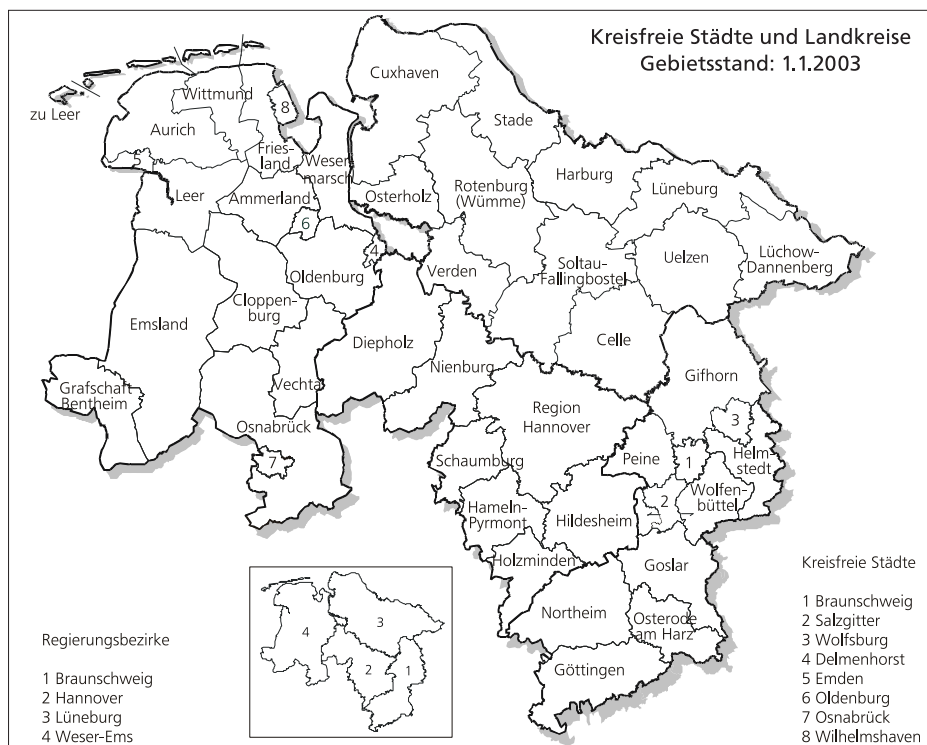 Kreisfreie Städte und Landkreise
Gebietsstand: 1.1.2003
Cuxhaven
Wittmund
8
zu Leer
Aurich
Stade
Fries-
land
Weser-
marsch
5
Harburg
Lüneburg
Leer
Ammerland
Osterholz
Rotenburg
(Wümme)
6
4
Oldenburg
Verden
Soltau-
Fallingbostel
Uelzen
Lüchow-
Dannenberg
Cloppen-
burg
Emsland
Diepholz
Celle
Nienburg
Gifhorn
Grafschaft
Bentheim
Vechta
Osnabrück
Region
Hannover
3
7
Schaumburg
Peine
1
Helm-
stedt
2
Wolfen-
büttel
Hameln-
Pyrmont
Hildesheim
Holzminden
Goslar
Northeim
Osterode
am Harz
Göttingen
Regierungsbezirke
1 Braunschweig
2 Hannover
3 Lüneburg
4 Weser-Ems
4
3
2
1
Kreisfreie Städte
1 Braunschweig
2 Salzgitter
3 Wolfsburg
4 Delmenhorst
5 Emden
6 Oldenburg
7 Osnabrück
8 Wilhelmshaven